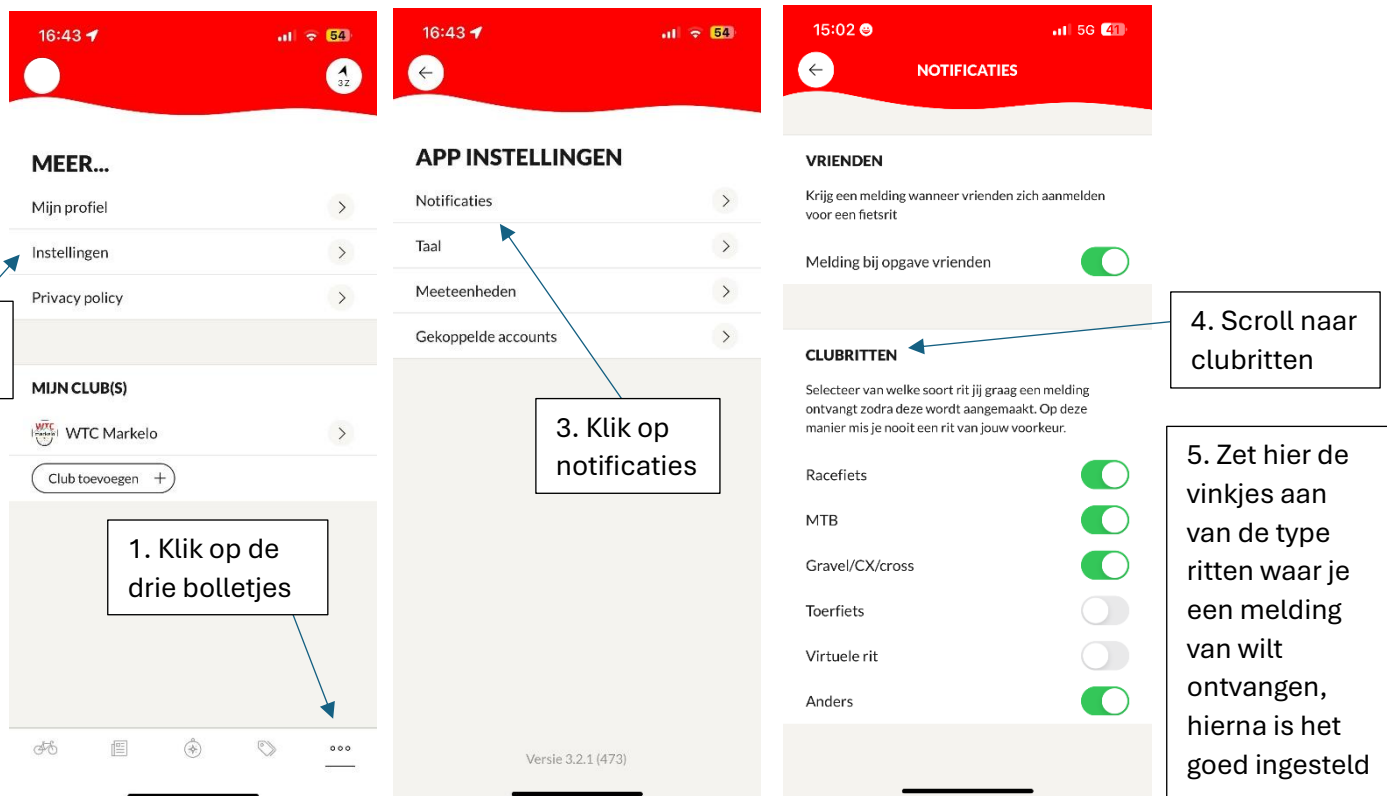 16:43
54
3 Z
MEER...
Mijn profiel
Instellingen
Privacy policy
MIJN CLUB(S)
WTC Markelo
Club toevoegen +
1. Klik op de
drie bolletjes
16:43
54
APP INSTELLINGEN
Notificaties
Taal
Meeteenheden
Gekoppelde accounts
3. Klik op
notificaties
Versie 3.2.1 (473)
15:02
5G 41
NOTIFICATIES
VRIENDEN
Krijg een melding wanneer vrienden zich aanmelden
voor een fietsrit
Melding bij opgave vrienden
CLUBRITTEN
Selecteer van welke soort rit jij graag een melding
ontvangt zodra deze wordt aangemaakt. Op deze
manier mis je nooit een rit van jouw voorkeur.
Racefiets
MTB
Gravel/CX/cross
Toerfiets
Virtuele rit
Anders
4. Scroll naar
clubritten
5. Zet hier de
vinkjes aan
van de type
ritten waar je
een melding
van wilt
ontvangen,
hierna is het
goed ingesteld